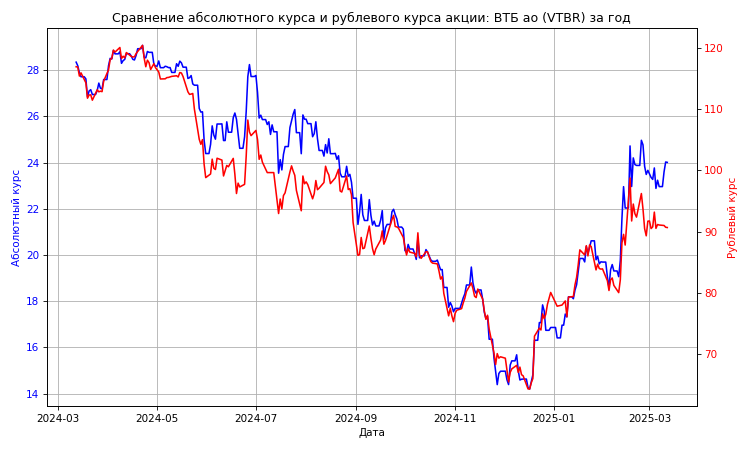 Сравнение абсолютного курса и рублевого курса акции: ВТБ ао (VTBR) за год
28
26
24
22
20
18
16
14
Абсолютный курс
120
110
100
90
80
70
Рублевый курс
2024-03 2024-05 2024-07 2024-09 2024-11 2025-01 2025-03
Дата